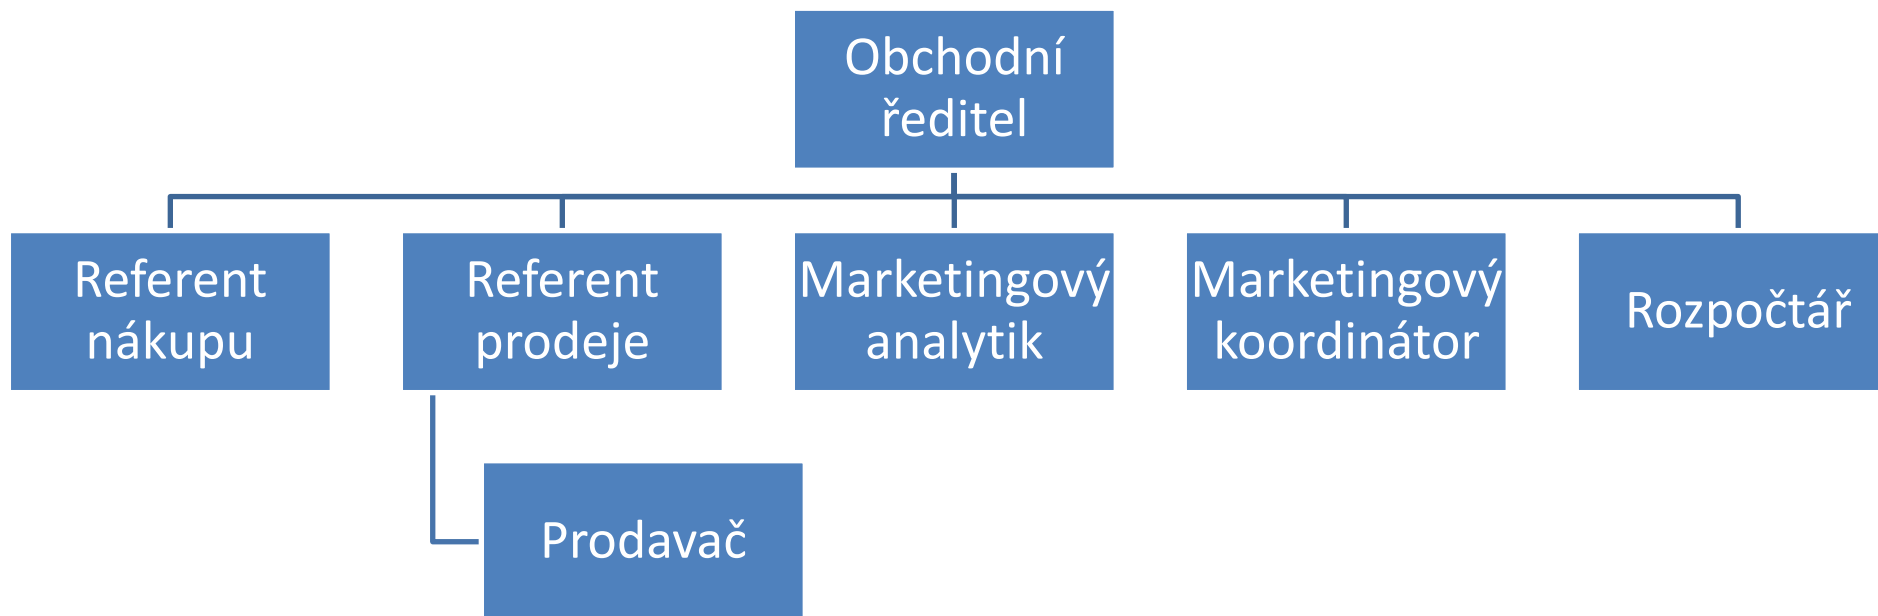 Obchodní
ředitel
Referent
nákupu
Referent
prodeje
Marketingový
analytik
Marketingový
koordinátor
Rozpočtář
Prodavač